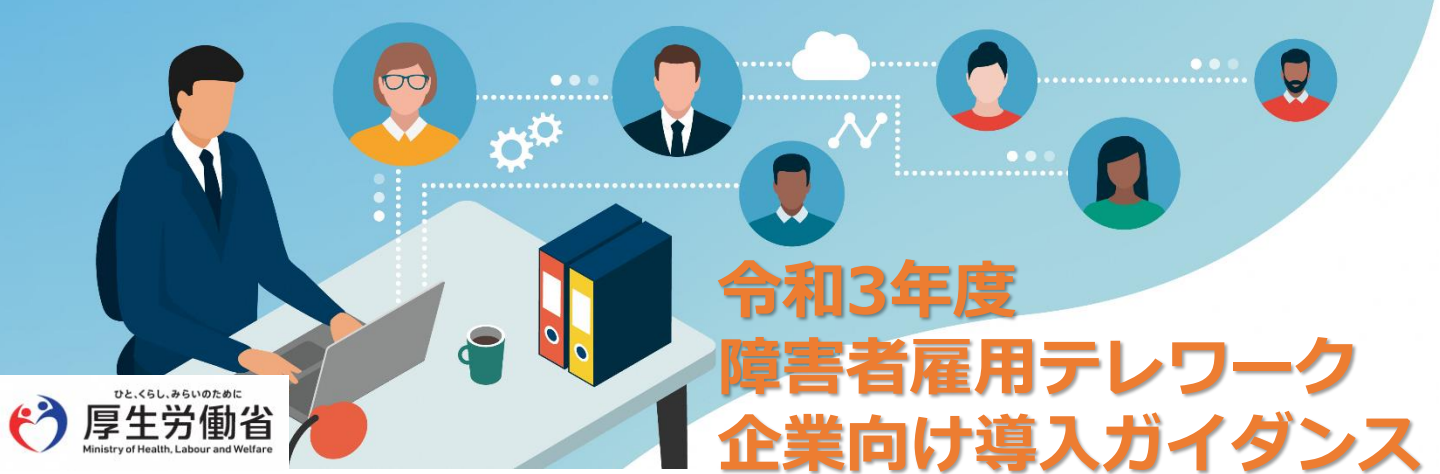 令和3年度
障害者雇用テレワーク
企業向け導入ガイダンス
ひと、くらし、みらいのために
厚生労働省
Ministry of Health, Labour and Welfare